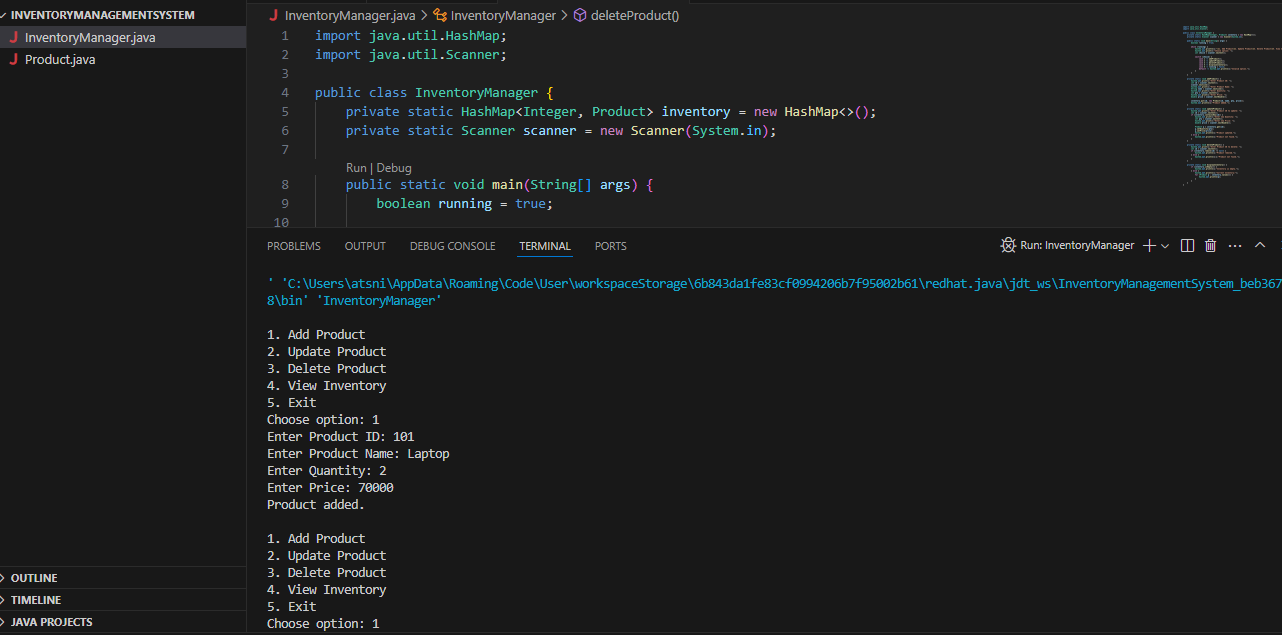 INVENTORYMANAGEMENTSYSTEM
J InventoryManager.java
J Product.java
OUTLINE
TIMELINE
JAVA PROJECTS
J InventoryManager.java > InventoryManager > deleteProduct()
1 import java.util.HashMap;
2 import java.util.Scanner;
3
4 public class InventoryManager {
5 private static HashMap<Integer, Product> inventory = new HashMap<>();
6 private static Scanner scanner = new Scanner(System.in);
7
Run | Debug
8 public static void main(String[] args) {
9 boolean running = true;
10
PROBLEMS OUTPUT DEBUG CONSOLE TERMINAL PORTS Run: InventoryManager
' 'C:\Users\atsni\AppData\Roaming\Code\User\workspaceStorage\6b843da1fe83cf0994206b7f95002b61\redhat.java\jdt_ws\InventoryManagementSystem_beb367
8\bin' 'InventoryManager'
1. Add Product
2. Update Product
3. Delete Product
4. View Inventory
5. Exit
Choose option: 1
Enter Product ID: 101
Enter Product Name: Laptop
Enter Quantity: 2
Enter Price: 70000
Product added.
1. Add Product
2. Update Product
3. Delete Product
4. View Inventory
5. Exit
Choose option: 1